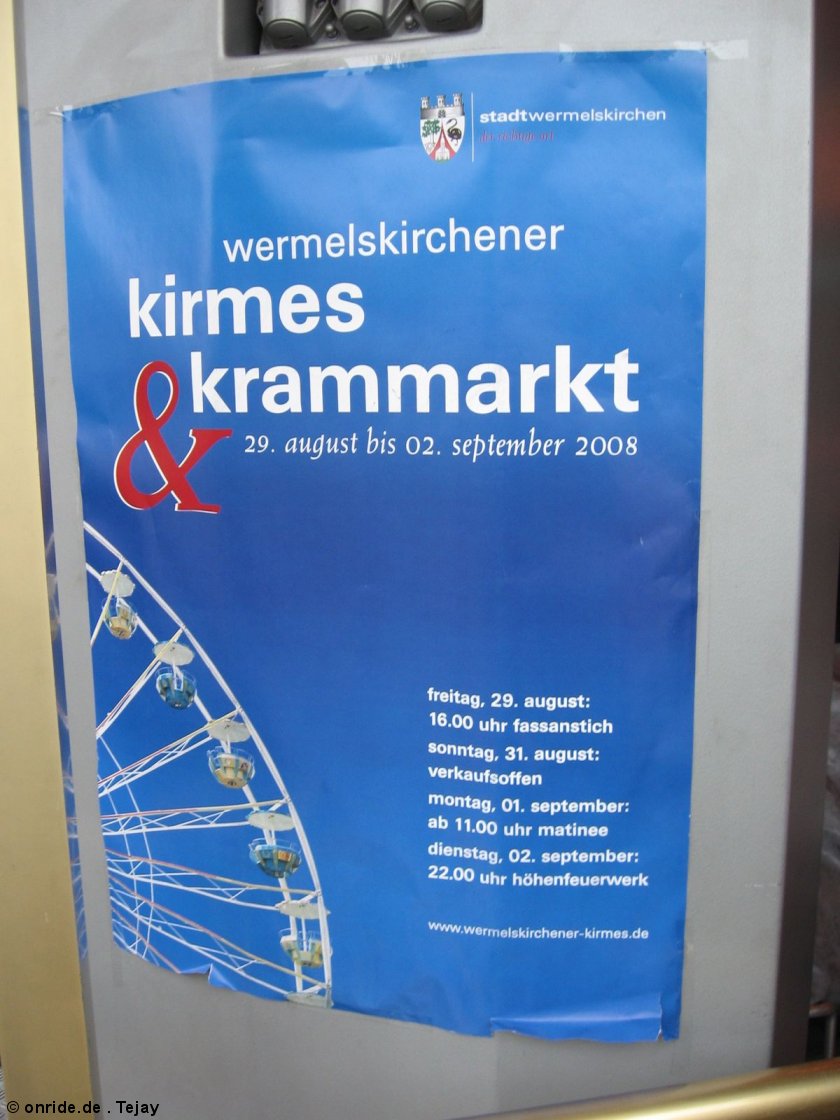 stadtwermelskirchen
wermelskirchener
kirmes
& krammarkt
29. august bis 02. september 2008
freitag, 29. august:
16.00 uhr fassanstich
sonntag, 31. august:
verkaufsoffen
montag, 01. september:
ab 11.00 uhr matinee
dienstag, 02. september:
22.00 uhr höhenfeuerwerk
www.wermelskirchener-kirmes.de
© onride.de . Tejay